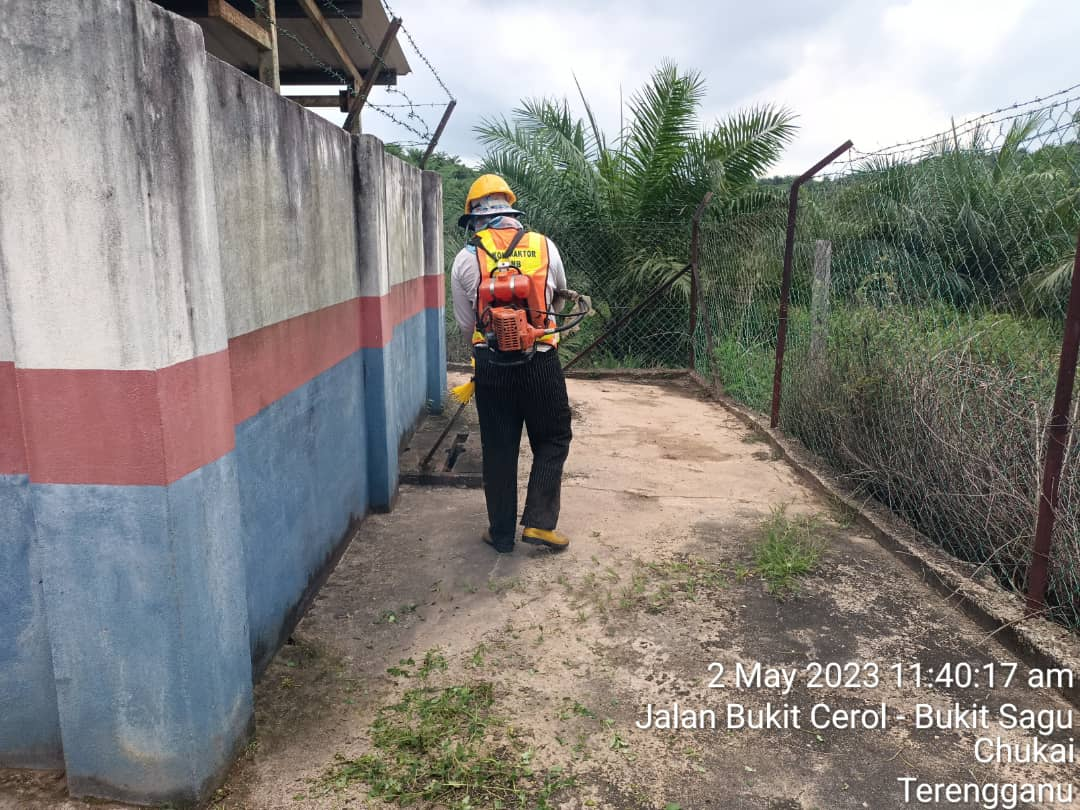 KONTRAKTOR
2 May 2023 11:40:17 am
Jalan Bukit Cerol - Bukit Sagu
Chukai
Terengganu